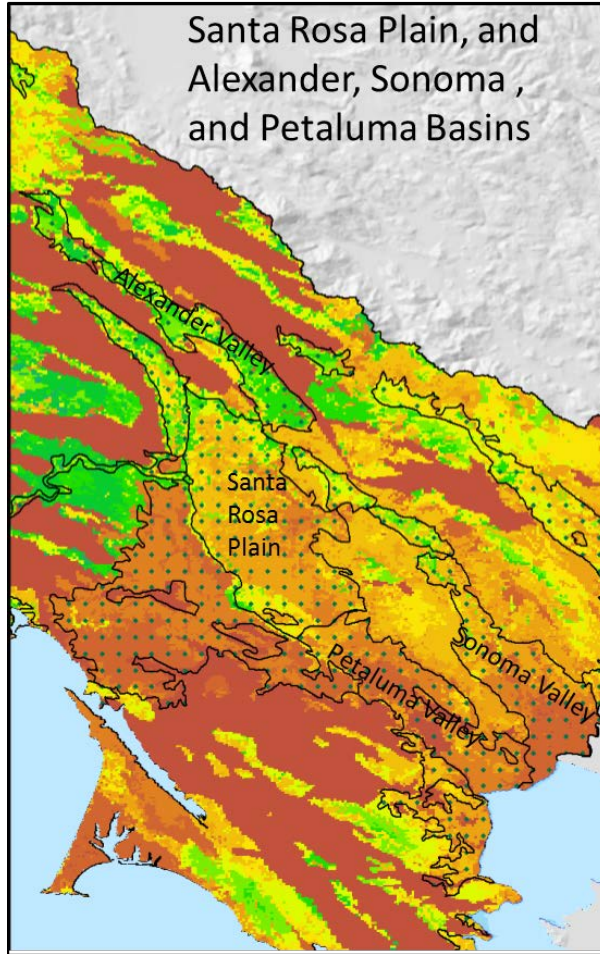 Santa Rosa Plain, and
Alexander, Sonoma ,
and Petaluma Basins
Alexander Valley
Santa
Rosa
Plain
Sonoma Valley
Petaluma Valley